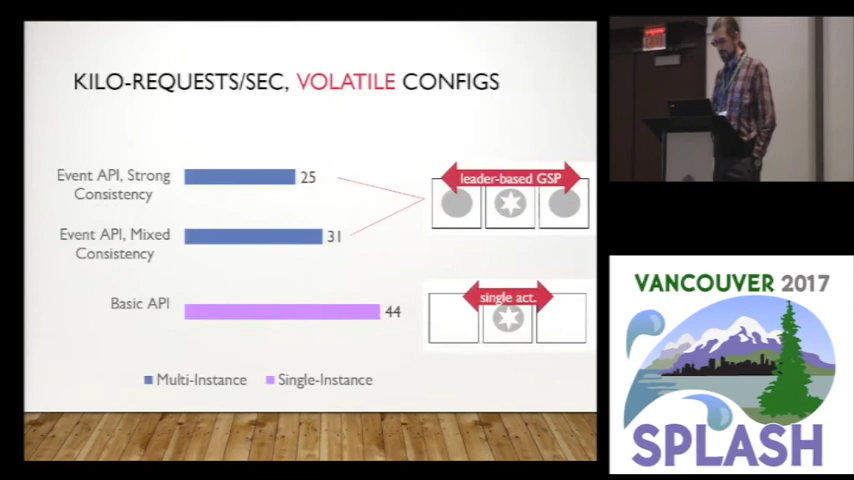 KILO-REQUESTS/SEC, VOLATILE CONFIGS
Event API, Strong
Consistency
25
leader-based GSP
Event API, Mixed
Consistency
31
Basic API
44
single act.
Multi-Instance
Single-Instance
EXIT
VANCOUVER 2017
SPLASH